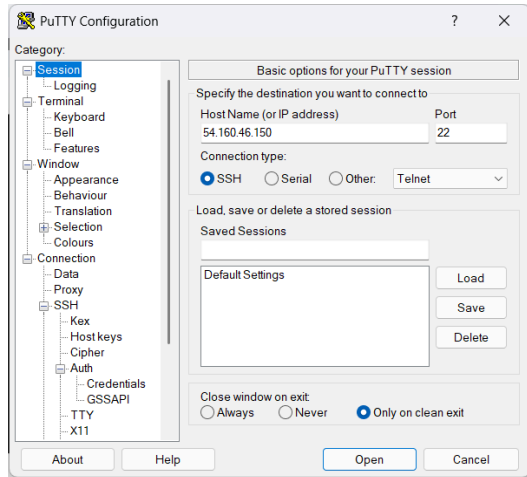 PuTTY Configuration
?
Category:
Session
Logging
Terminal
Keyboard
Bell
Features
Window
Appearance
Behaviour
Translation
Selection
Colours
Connection
Data
Proxy
SSH
Kex
Host keys
Cipher
Auth
Credentials
GSSAPI
TTY
X11
Basic options for your PuTTY session
Specify the destination you want to connect to
Host Name (or IP address) Port
54.160.46.150 22
Connection type:
SSH Serial Other: Telnet
Load, save or delete a stored session
Saved Sessions
Default Settings
Load
Save
Delete
Close window on exit:
Always Never Only on clean exit
About Help Open Cancel